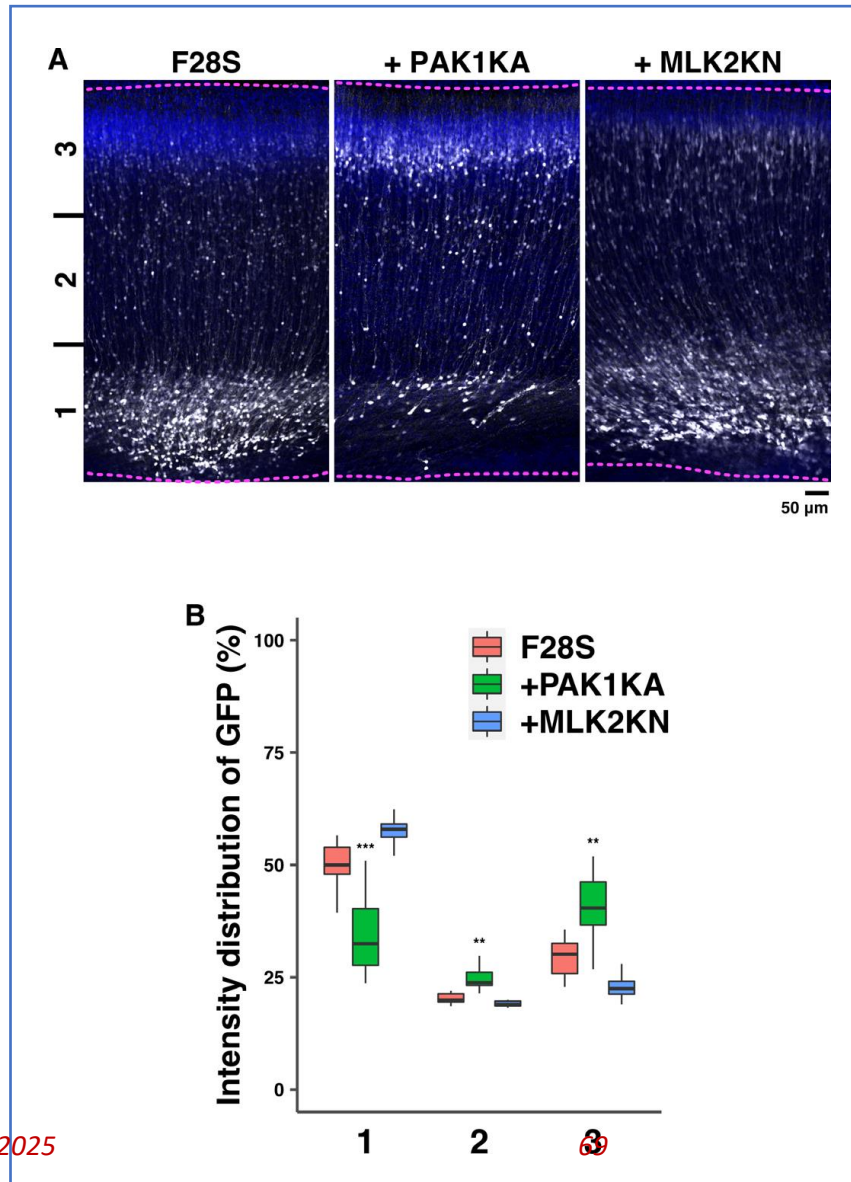 A
F28S
+ PAK1KA
+ MLK2KN
3
2
1
50 µm
B
Intensity distribution of GFP (%)
100
75
50
25
0
F28S
+PAK1KA
+MLK2KN
***
**
**
1 2 3
2025 69